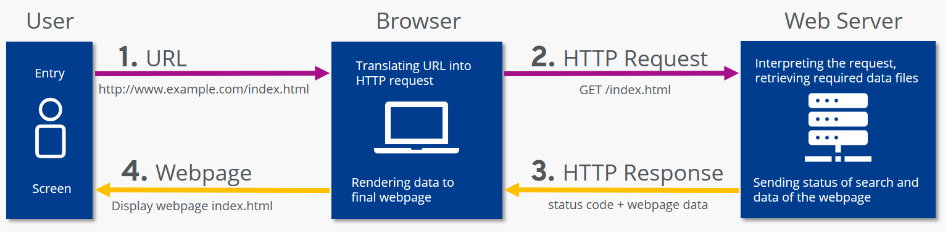 User
Browser
Web Server
Entry
Screen
1. URL
http://www.example.com/index.html
4. Webpage
Display webpage index.html
Translating URL into
HTTP request
Rendering data to
final webpage
2. HTTP Request
GET /index.html
3. HTTP Response
status code + webpage data
Interpreting the request,
retrieving required data files
Sending status of search and
data of the webpage